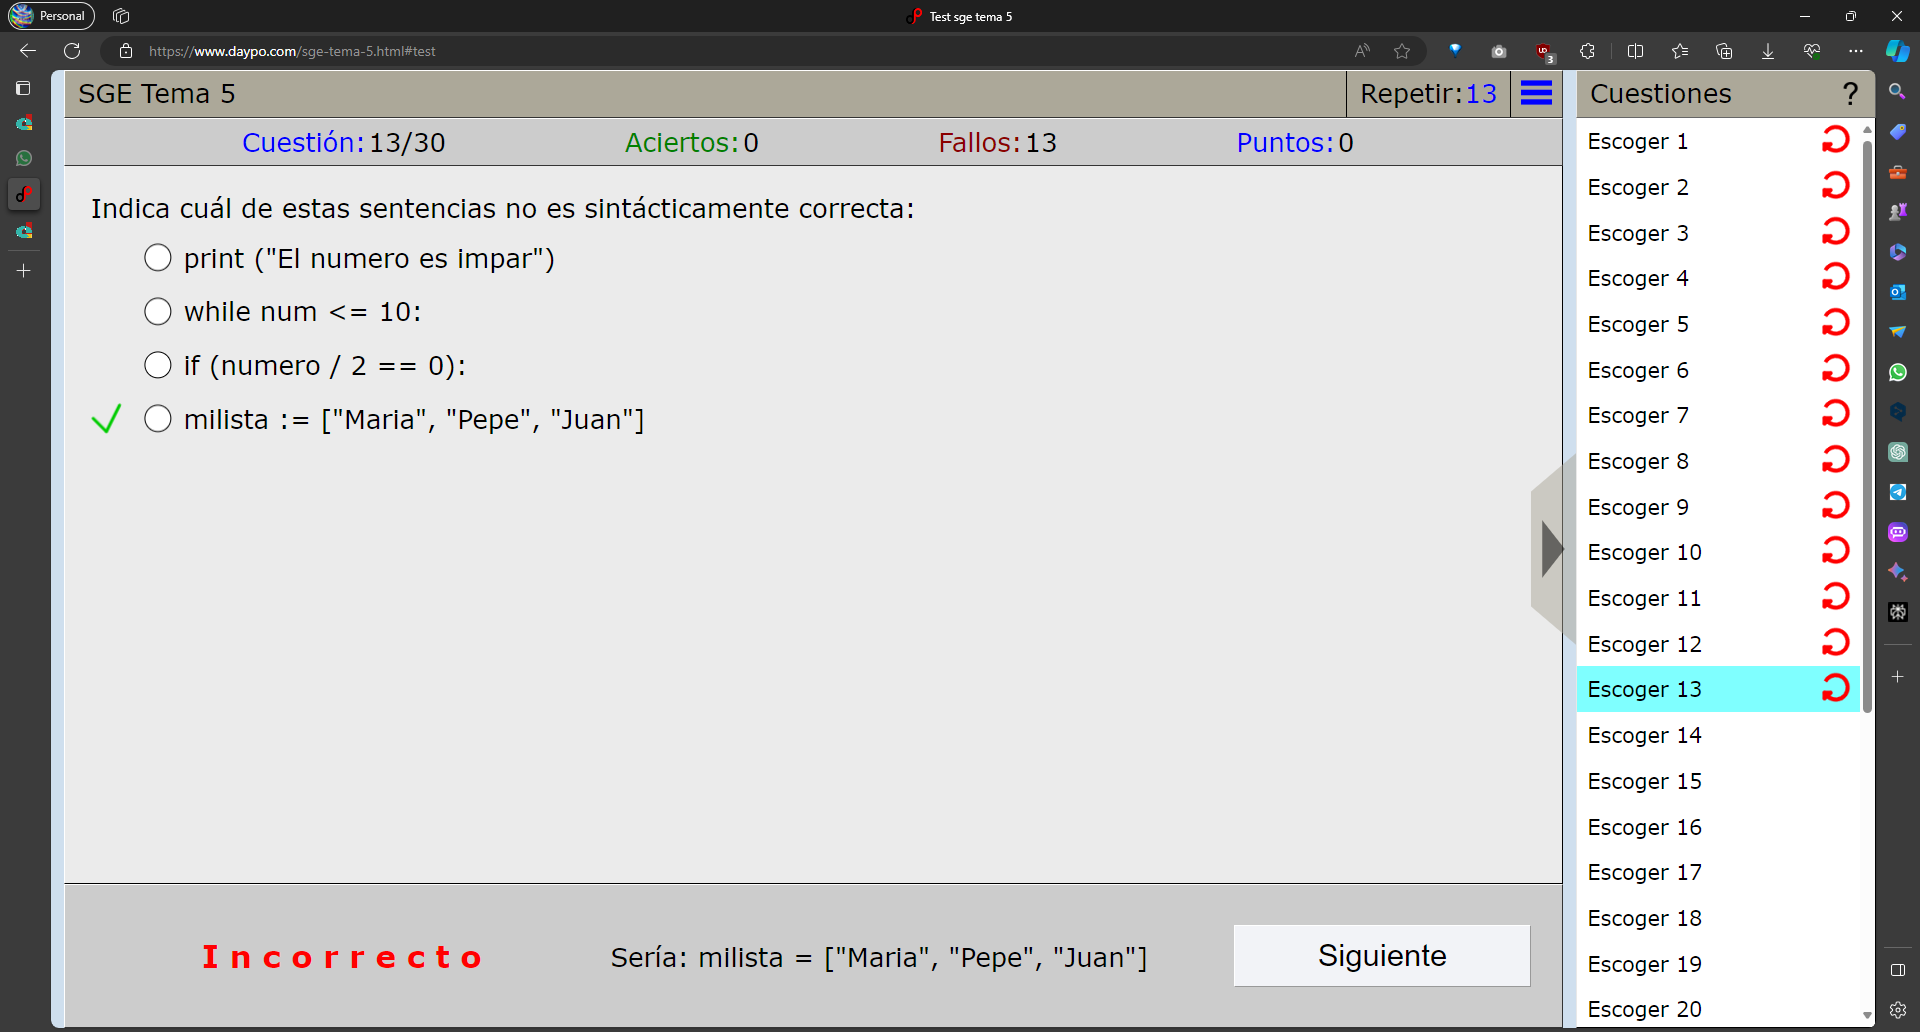 Personal
Test sge tema 5
https://www.daypo.com/sge-tema-5.html#test
3
SGE Tema 5
Repetir:13
Cuestión:13/30
Aciertos:0
Fallos:13
Puntos:0
Indica cuál de estas sentencias no es sintácticamente correcta:
print ("El numero es impar")
while num <= 10:
if (numero / 2 == 0):
milista := ["Maria", "Pepe", "Juan"]
Incorrecto
Sería: milista = ["Maria", "Pepe", "Juan"]
Siguiente
Cuestiones
?
Escoger 1
Escoger 2
Escoger 3
Escoger 4
Escoger 5
Escoger 6
Escoger 7
Escoger 8
Escoger 9
Escoger 10
Escoger 11
Escoger 12
Escoger 13
Escoger 14
Escoger 15
Escoger 16
Escoger 17
Escoger 18
Escoger 19
Escoger 20